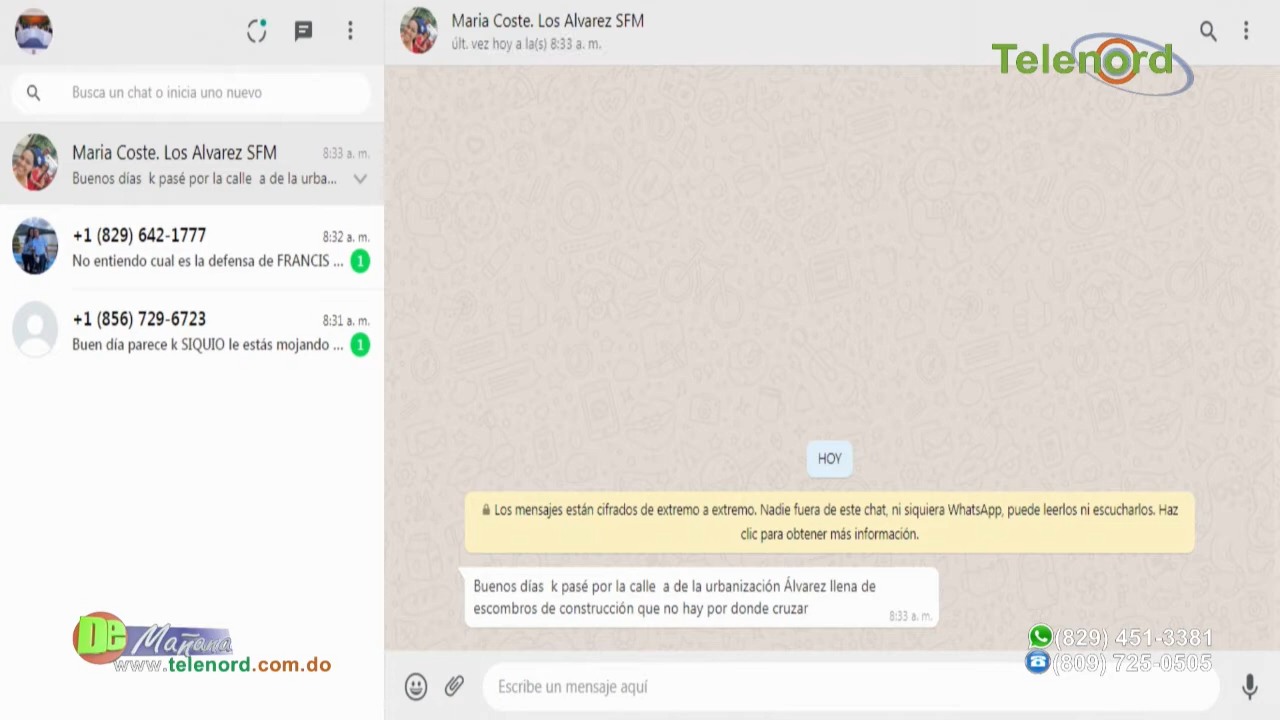 Maria Coste. Los Alvarez SFM
últ. vez hoy a la(s) 8:33 a. m.
Telenord
Busca un chat o inicia uno nuevo
Maria Coste. Los Alvarez SFM
8:33 a. m.
Buenos días k pasé por la calle a de la urba...
+1 (829) 642-1777
8:32 a. m.
No entiendo cual es la defensa de FRANCIS ...
1
+1 (856) 729-6723
8:31 a. m.
Buen día parece k SIQUIO le estás mojando ...
1
HOY
Los mensajes están cifrados de extremo a extremo. Nadie fuera de este chat, ni siquiera WhatsApp, puede leerlos ni escucharlos. Haz
clic para obtener más información.
Buenos días k pasé por la calle a de la urbanización Álvarez llena de
escombros de construcción que no hay por donde cruzar
8:33 a. m.
De Mañana
www.telenord.com.do
(829) 451-3381
(809) 725-0505
Escribe un mensaje aquí